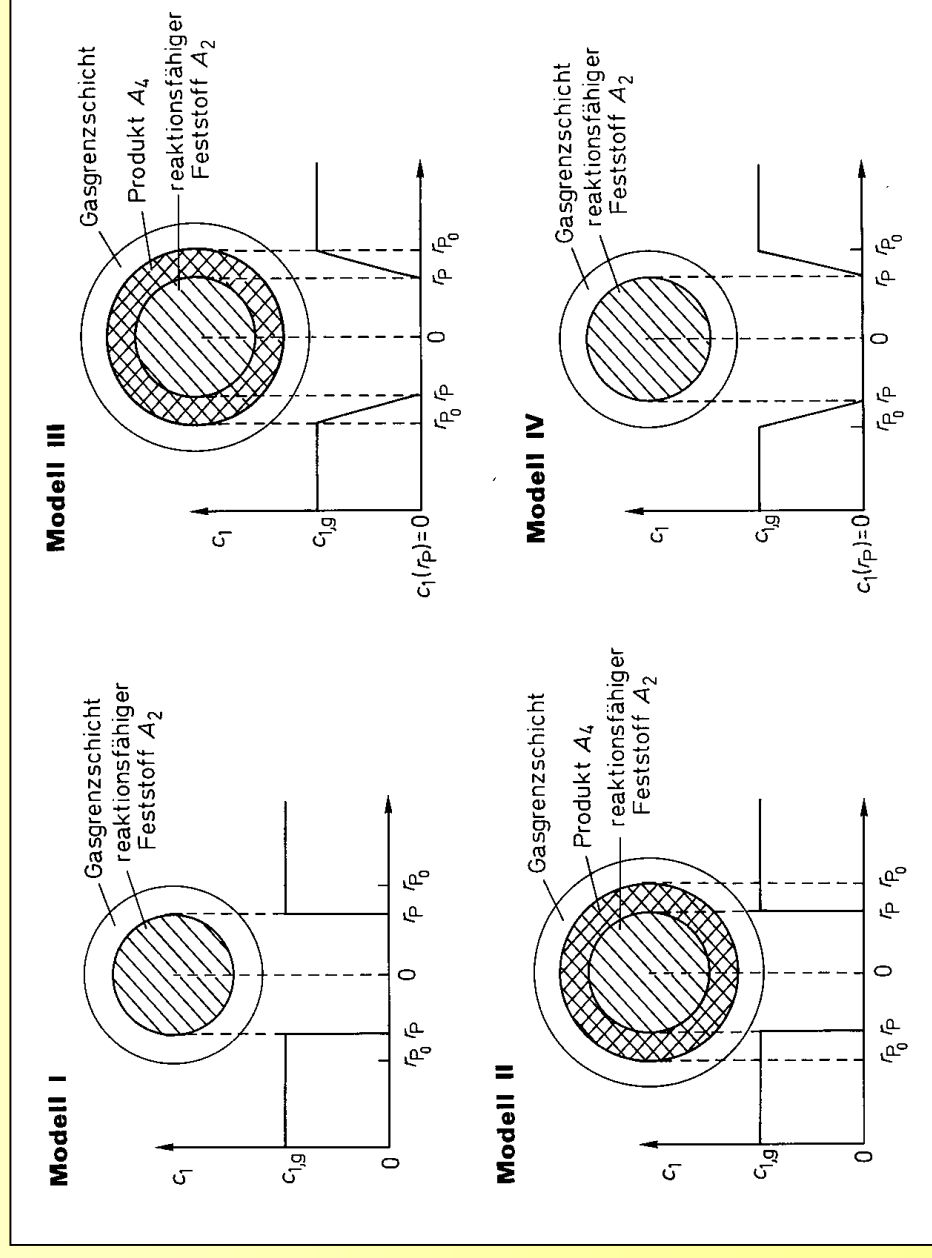 Modell I
Gasgrenzschicht
reaktionsfähiger
Feststoff A₂
c₁
c₁,g
0
rP₀ rP 0 rP rP₀
Modell II
Gasgrenzschicht
Produkt A₄
reaktionsfähiger
Feststoff A₂
c₁
c₁,g
0
rP₀ rP 0 rP rP₀
Modell III
Gasgrenzschicht
Produkt A₄
reaktionsfähiger
Feststoff A₂
c₁
c₁,g
c₁(rP)=0
rP₀ rP 0 rP rP₀
Modell IV
Gasgrenzschicht
reaktionsfähiger
Feststoff A₂
c₁
c₁,g
c₁(rP)=0
rP₀ rP 0 rP rP₀